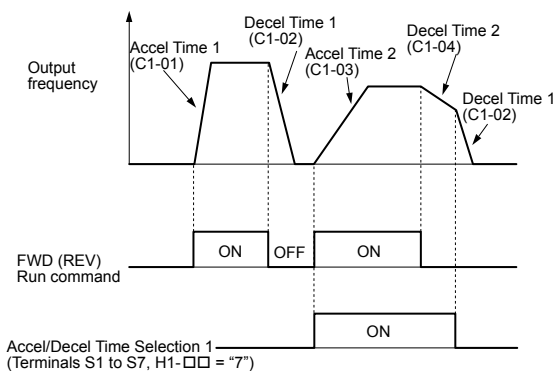 Output
frequency
Accel Time 1
(C1-01)
Decel Time 1
(C1-02)
Accel Time 2
(C1-03)
Decel Time 2
(C1-04)
Decel Time 1
(C1-02)
FWD (REV)
Run command
ON
OFF
ON
Accel/Decel Time Selection 1
(Terminals S1 to S7, H1-□□ = “7”)
ON